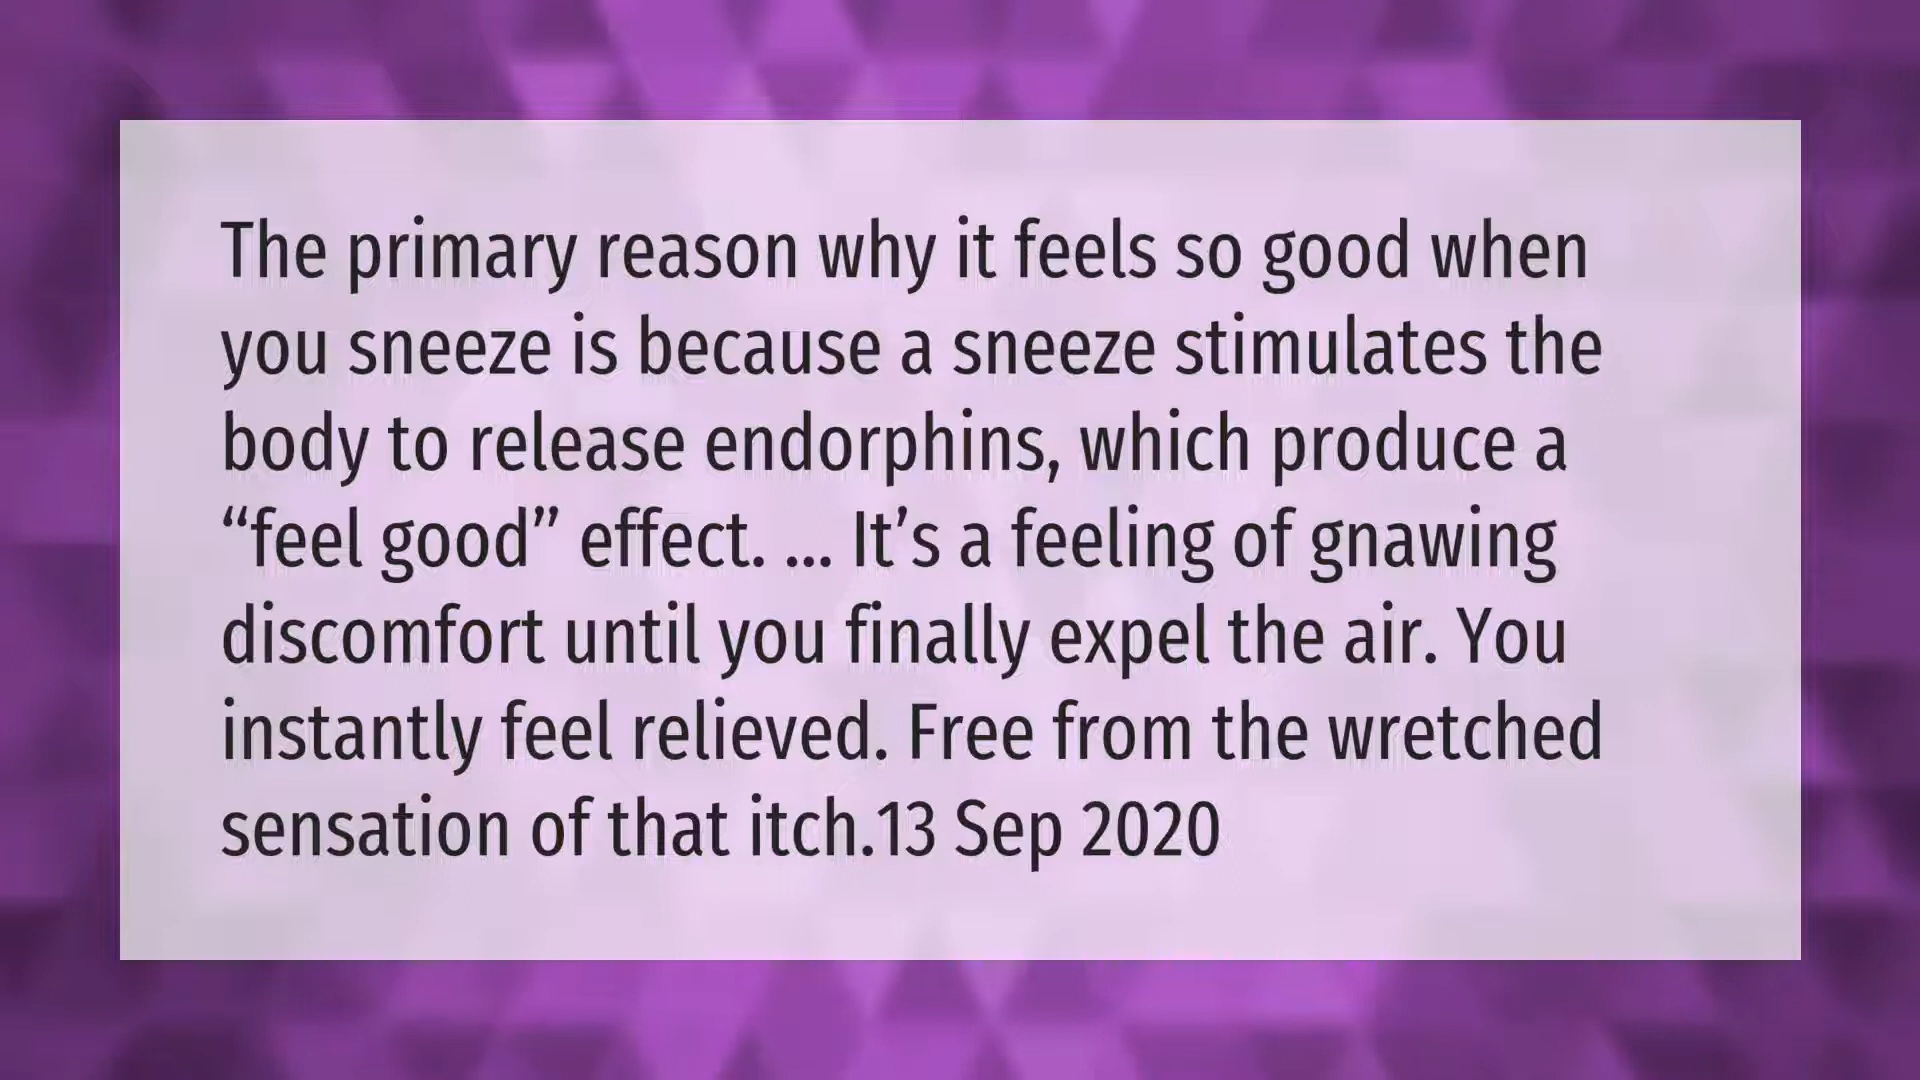 The primary reason why it feels so good when
you sneeze is because a sneeze stimulates the
body to release endorphins, which produce a
“feel good” effect. ... It’s a feeling of gnawing
discomfort until you finally expel the air. You
instantly feel relieved. Free from the wretched
sensation of that itch.13 Sep 2020